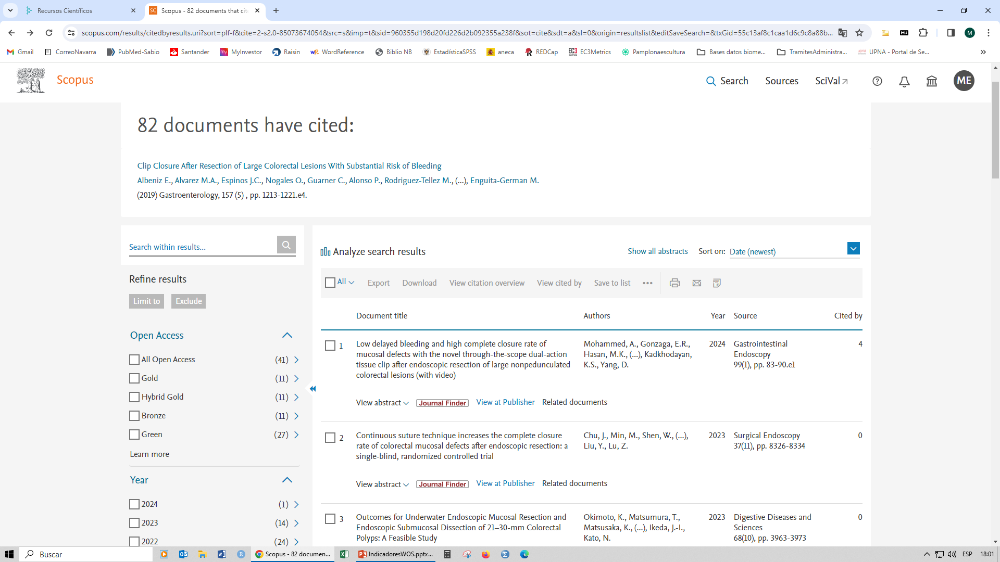 Recursos Científicos
SC Scopus - 82 documents that cit
scopus.com/results/citedbyresults.uri?sort=plf-f&cite=2-s2.0-85073674054&src=s&imp=t&sid=960355d198d20fd226d2b092355a238f&sot=cite&sdt=a&sl=0&origin=resultslist&editSaveSearch=&txGid=55c13af8c1caa1d6c9c8a88b...
M
Gmail CorreoNavarra PubMed-Sabio Santander my MyInvestor Raisin WR WordReference Biblio NB EstadísticaSPSS aneca REDCap EC3 EC3Metrics Pamplonaescultura Bases datos biome... TramitesAdministra... upna UPNA - Portal de Se...
Scopus
Search Sources SciVal ME
82 documents have cited:
Clip Closure After Resection of Large Colorectal Lesions With Substantial Risk of Bleeding
Albeniz E., Alvarez M.A., Espinos J.C., Nogales O., Guarner C., Alonso P., Rodriguez-Tellez M., (...), Enguita-German M.
(2019) Gastroenterology, 157 (5) , pp. 1213-1221.e4.
Search within results...
Refine results
Limit to Exclude
Open Access
All Open Access (41)
Gold (11)
Hybrid Gold (11)
Bronze (11)
Green (27)
Learn more
Year
2024 (1)
2023 (14)
2022 (24)
Analyze search results
Show all abstracts Sort on: Date (newest)
All Export Download View citation overview View cited by Save to list ••• PDF
Document title Authors Year Source Cited by
1 Low delayed bleeding and high complete closure rate of Mohammed, A., Gonzaga, E.R., 2024 Gastrointestinal 4
mucosal defects with the novel through-the-scope dual-action Hasan, M.K., (...), Kadkhodayan, Endoscopy
tissue clip after endoscopic resection of large nonpedunculated K.S., Yang, D. 99(1), pp. 83-90.e1
colorectal lesions (with video)
View abstract Journal Finder View at Publisher Related documents
2 Continuous suture technique increases the complete closure Chu, J., Min, M., Shen, W., (...), 2023 Surgical Endoscopy 0
rate of colorectal mucosal defects after endoscopic resection: a Liu, Y., Lu, Z. 37(11), pp. 8326-8334
single-blind, randomized controlled trial
View abstract Journal Finder View at Publisher Related documents
3 Outcomes for Underwater Endoscopic Mucosal Resection and Okimoto, K., Matsumura, T., 2023 Digestive Diseases and 0
Endoscopic Submucosal Dissection of 21–30-mm Colorectal Matsusaka, K., (...), Ikeda, J.-I., Sciences
Polyps: A Feasible Study Kato, N. 68(10), pp. 3963-3973
Buscar
Scopus - 82 documen... IndicadoresWOS.pptx... ESP 18:01